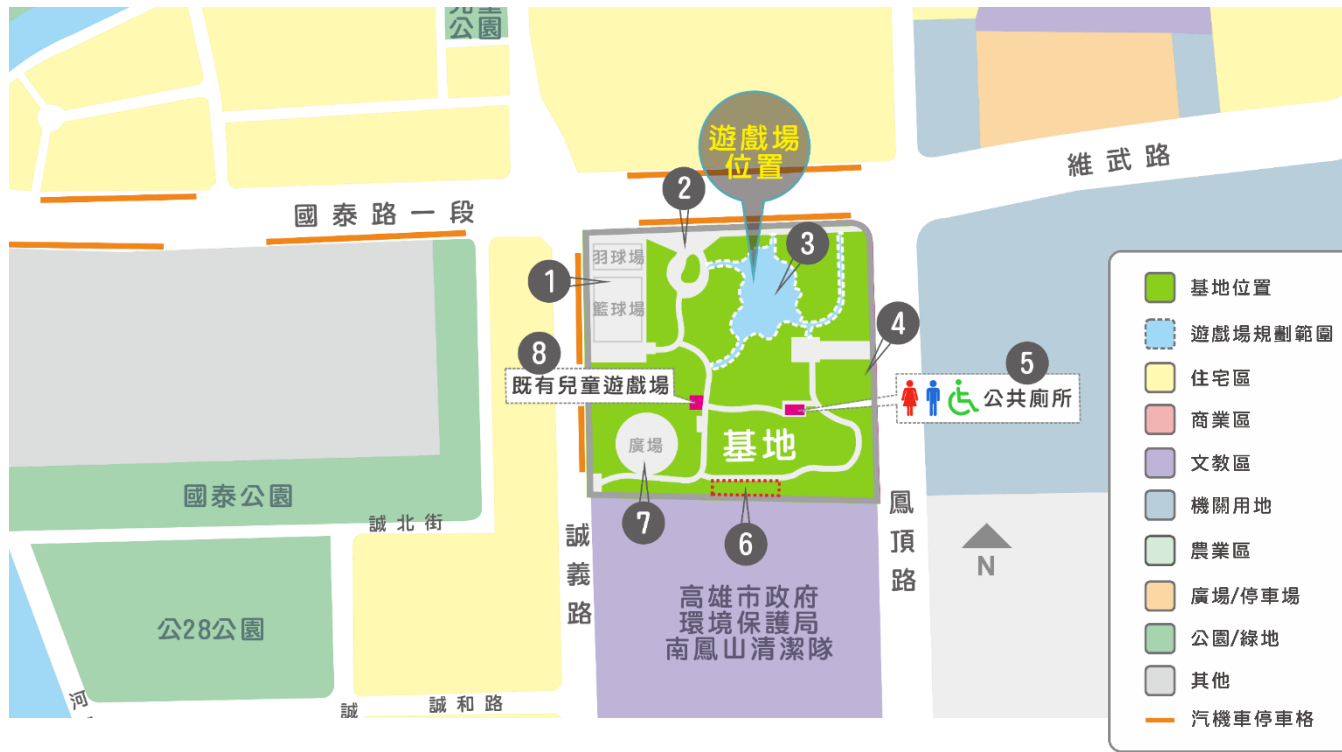 公園
遊戲場
位置
維武路
國泰路一段
2
3
羽球場
1
籃球場
4
8
既有兒童遊戲場
5
公共廁所
廣場
基地
7
6
國泰公園
誠北街
誠義路
鳳頂路
N
公28公園
高雄市政府
環境保護局
南鳳山清潔隊
河
誠
誠和路
基地位置
遊戲場規劃範圍
住宅區
商業區
文教區
機關用地
農業區
廣場/停車場
公園/綠地
其他
汽機車停車格